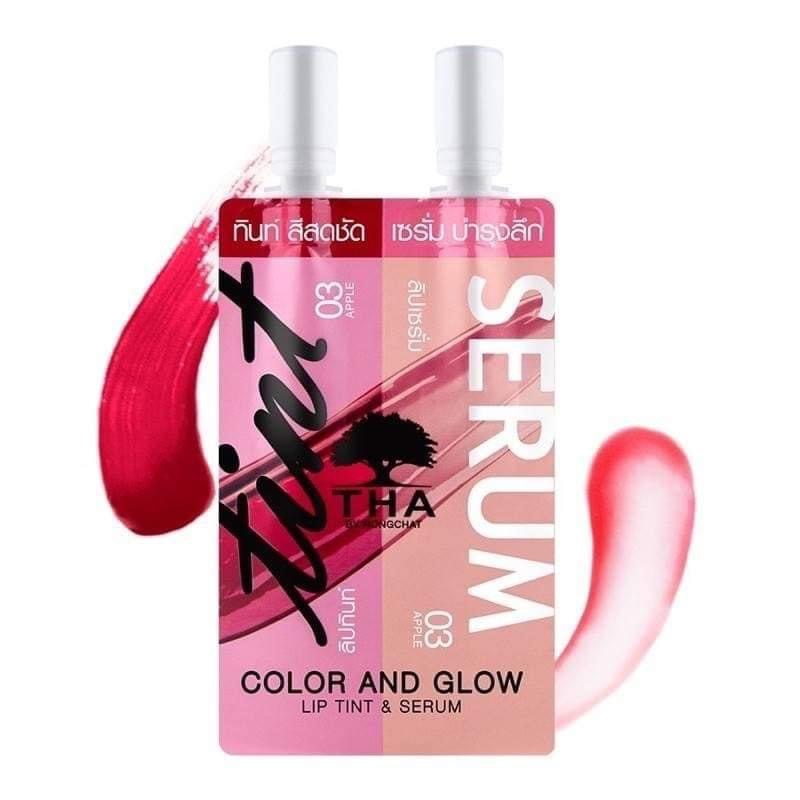 ทินท์ สีสดชัด
เซรั่ม บำรุงลึก
tint
03
APPLE
ลิปทินท์
SERUM
ลิปเซรั่ม
03
APPLE
THA
BY NONGCHAT
COLOR AND GLOW
LIP TINT & SERUM